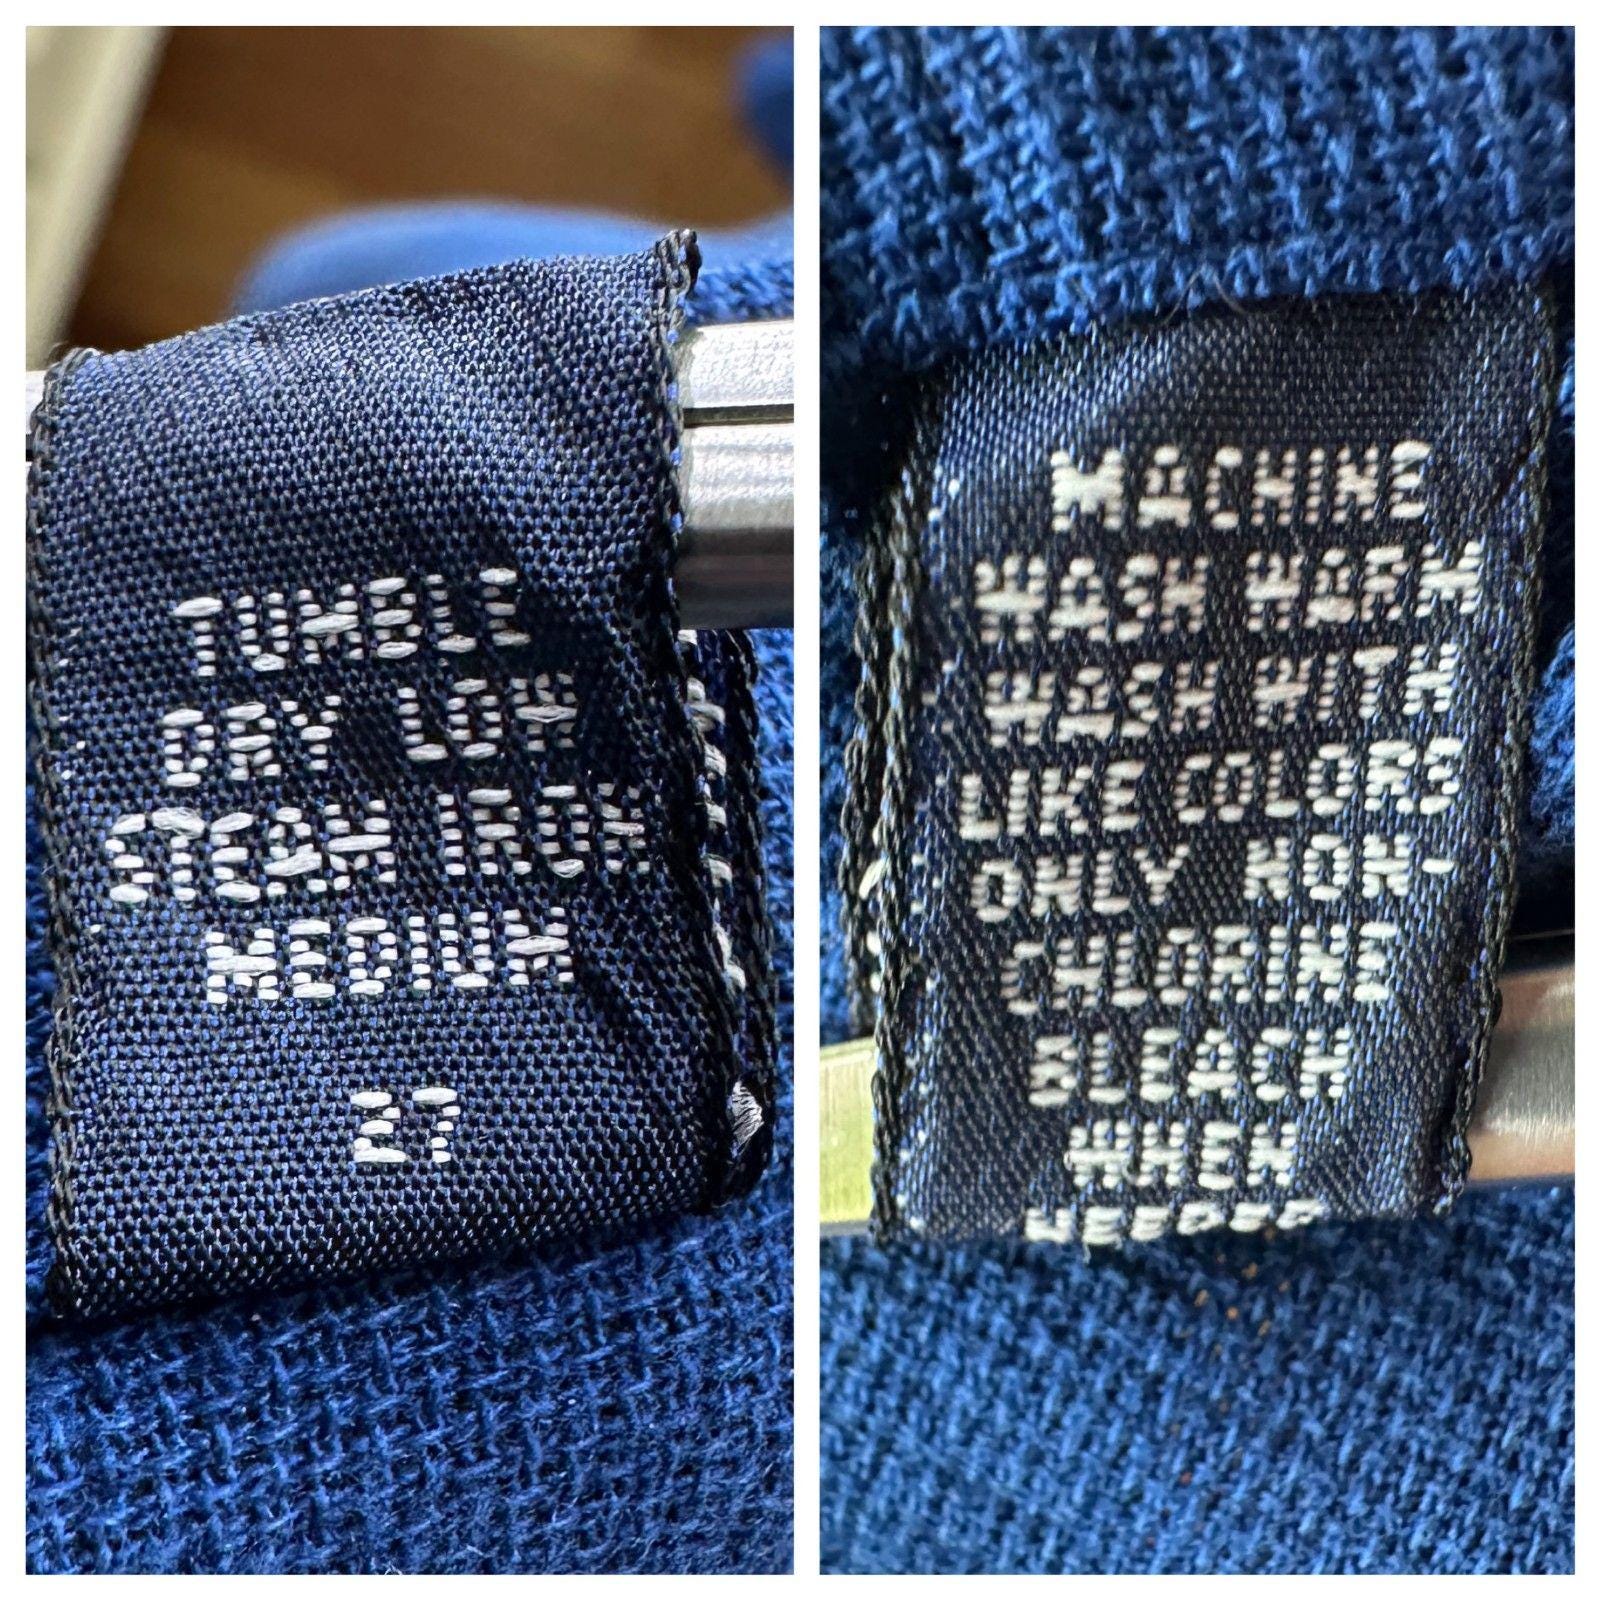 TUMBLE
DRY LOW
STEAM IRON
MEDIUM
27
MACHINE
WASH WARM
WASH WITH
LIKE COLORS
ONLY NON-
CHLORINE
BLEACH
WHEN
NEEDED